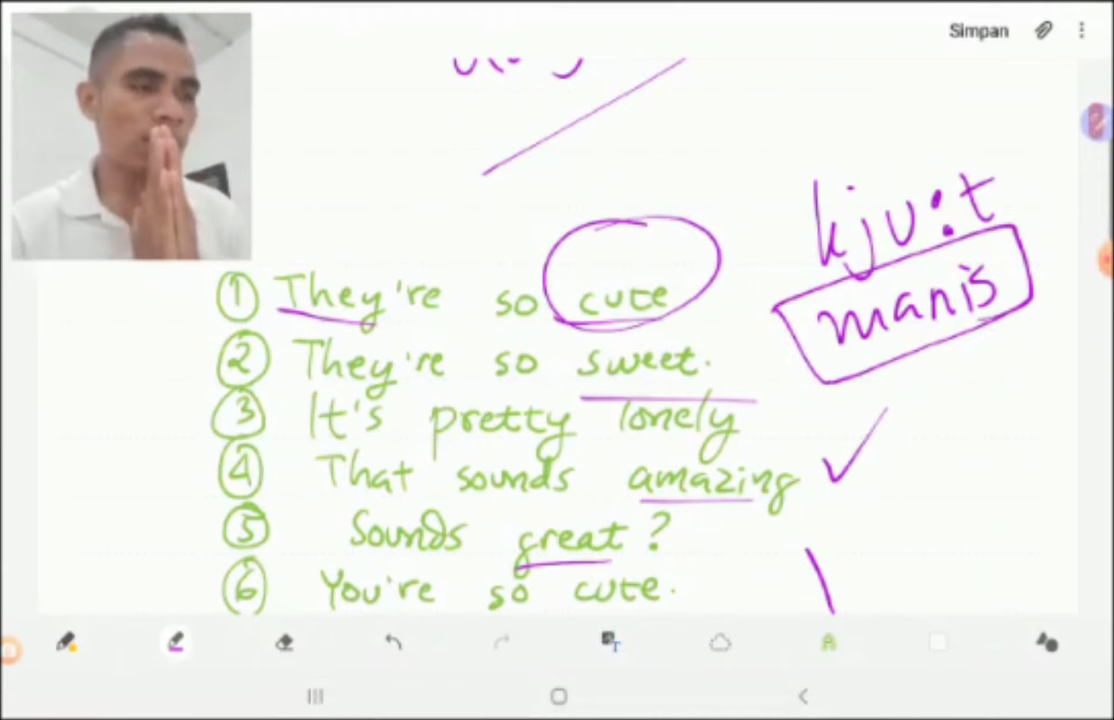 Simpan
kju:t
manis
① They're so cute
② They're so sweet.
③ It's pretty lonely
④ That sounds amazing
⑤ Sounds great?
⑥ You're so cute.